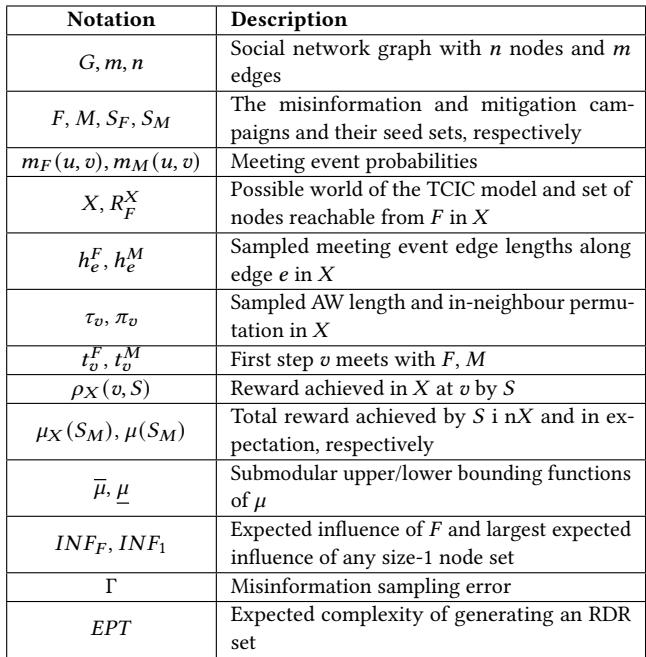 Notation Description
G, m, n Social network graph with n nodes and m
edges
F, M, S_F, S_M The misinformation and mitigation cam-
paigns and their seed sets, respectively
m_F(u, v), m_M(u, v) Meeting event probabilities
X, R_F^X Possible world of the TCIC model and set of
nodes reachable from F in X
h_e^F, h_e^M Sampled meeting event edge lengths along
edge e in X
τ_v, π_v Sampled AW length and in-neighbour permu-
tation in X
t_v^F, t_v^M First step v meets with F, M
ρ_X(v, S) Reward achieved in X at v by S
μ_X(S_M), μ(S_M) Total reward achieved by S i nX and in ex-
pectation, respectively
μ̅, μ̲ Submodular upper/lower bounding functions
of μ
INF_F, INF_1 Expected influence of F and largest expected
influence of any size-1 node set
Γ Misinformation sampling error
EPT Expected complexity of generating an RDR
set